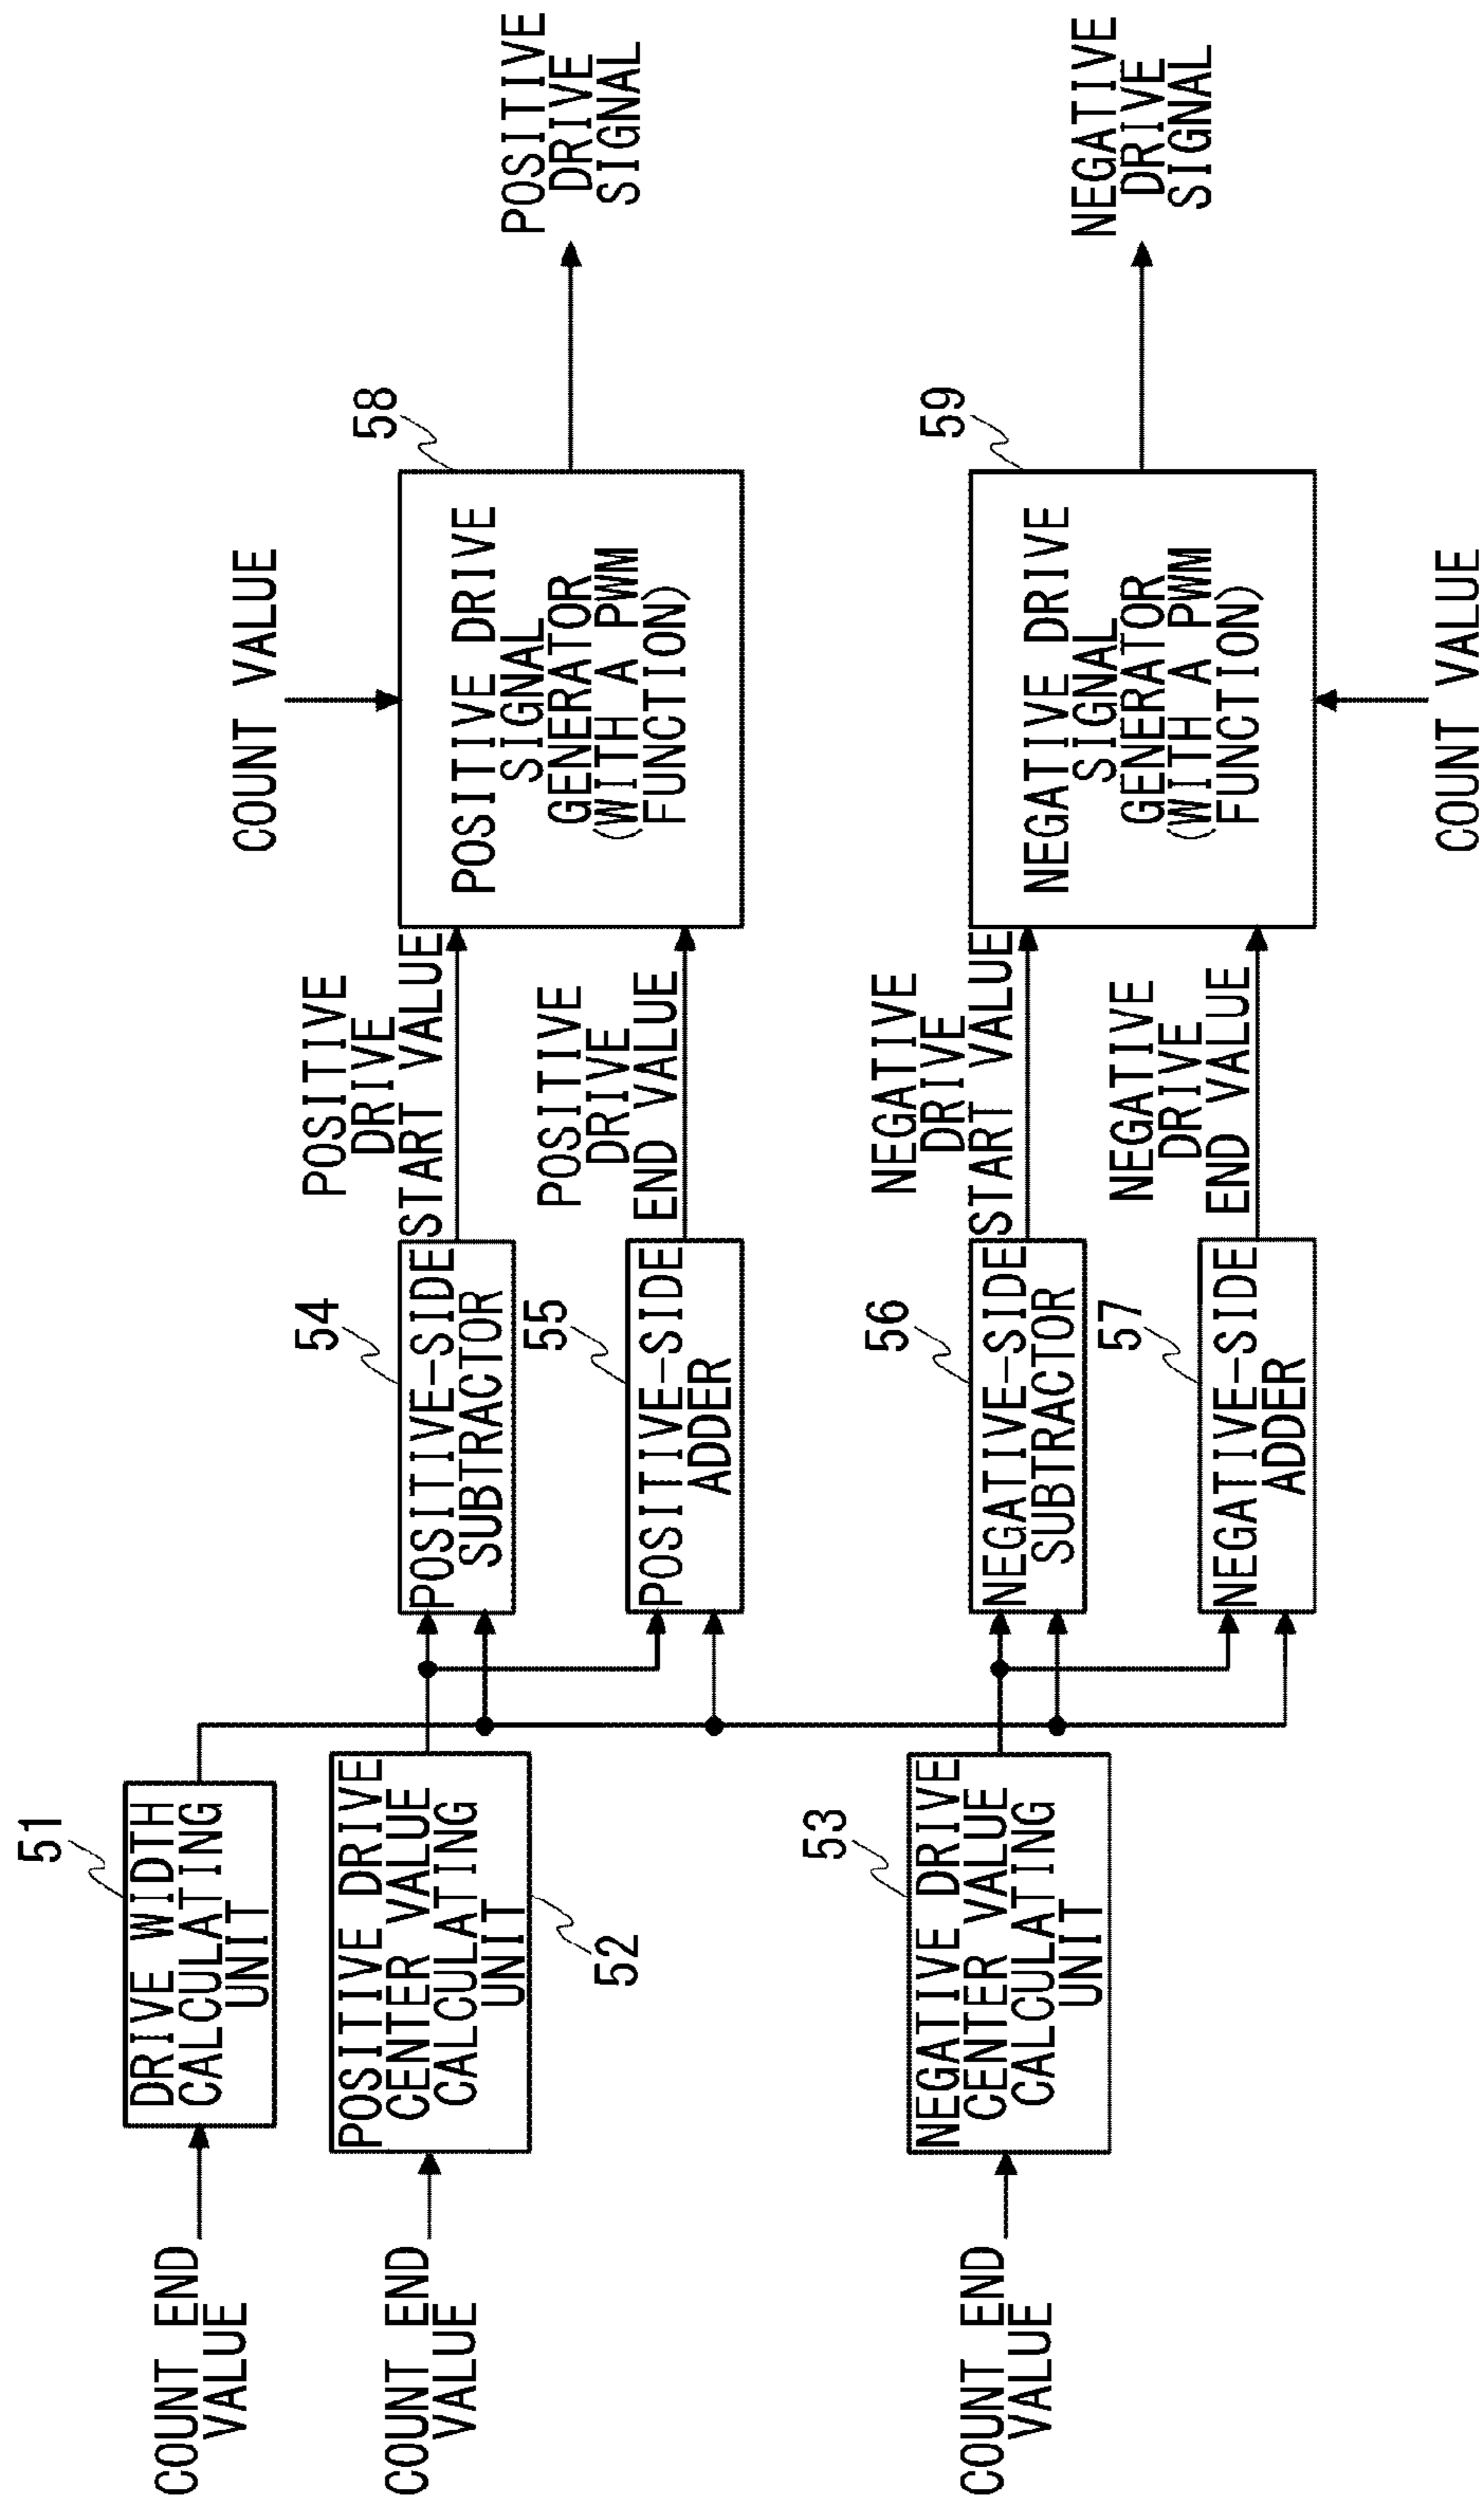 COUNT END
VALUE
51
DRIVE WIDTH
CALCULATING
UNIT
COUNT END
VALUE
POSITIVE DRIVE
CENTER VALUE
CALCULATING
UNIT
52
COUNT END
VALUE
53
NEGATIVE DRIVE
CENTER VALUE
CALCULATING
UNIT
54
POSITIVE-SIDE
SUBTRACTOR
55
POSITIVE-SIDE
ADDER
56
NEGATIVE-SIDE
SUBTRACTOR
57
NEGATIVE-SIDE
ADDER
POSITIVE
DRIVE
START VALUE
POSITIVE
DRIVE
END VALUE
NEGATIVE
DRIVE
START VALUE
NEGATIVE
DRIVE
END VALUE
COUNT VALUE
58
POSITIVE DRIVE
SIGNAL
GENERATOR
(WITH A PWM
FUNCTION)
59
NEGATIVE DRIVE
SIGNAL
GENERATOR
(WITH A PWM
FUNCTION)
COUNT VALUE
POSITIVE
DRIVE
SIGNAL
NEGATIVE
DRIVE
SIGNAL